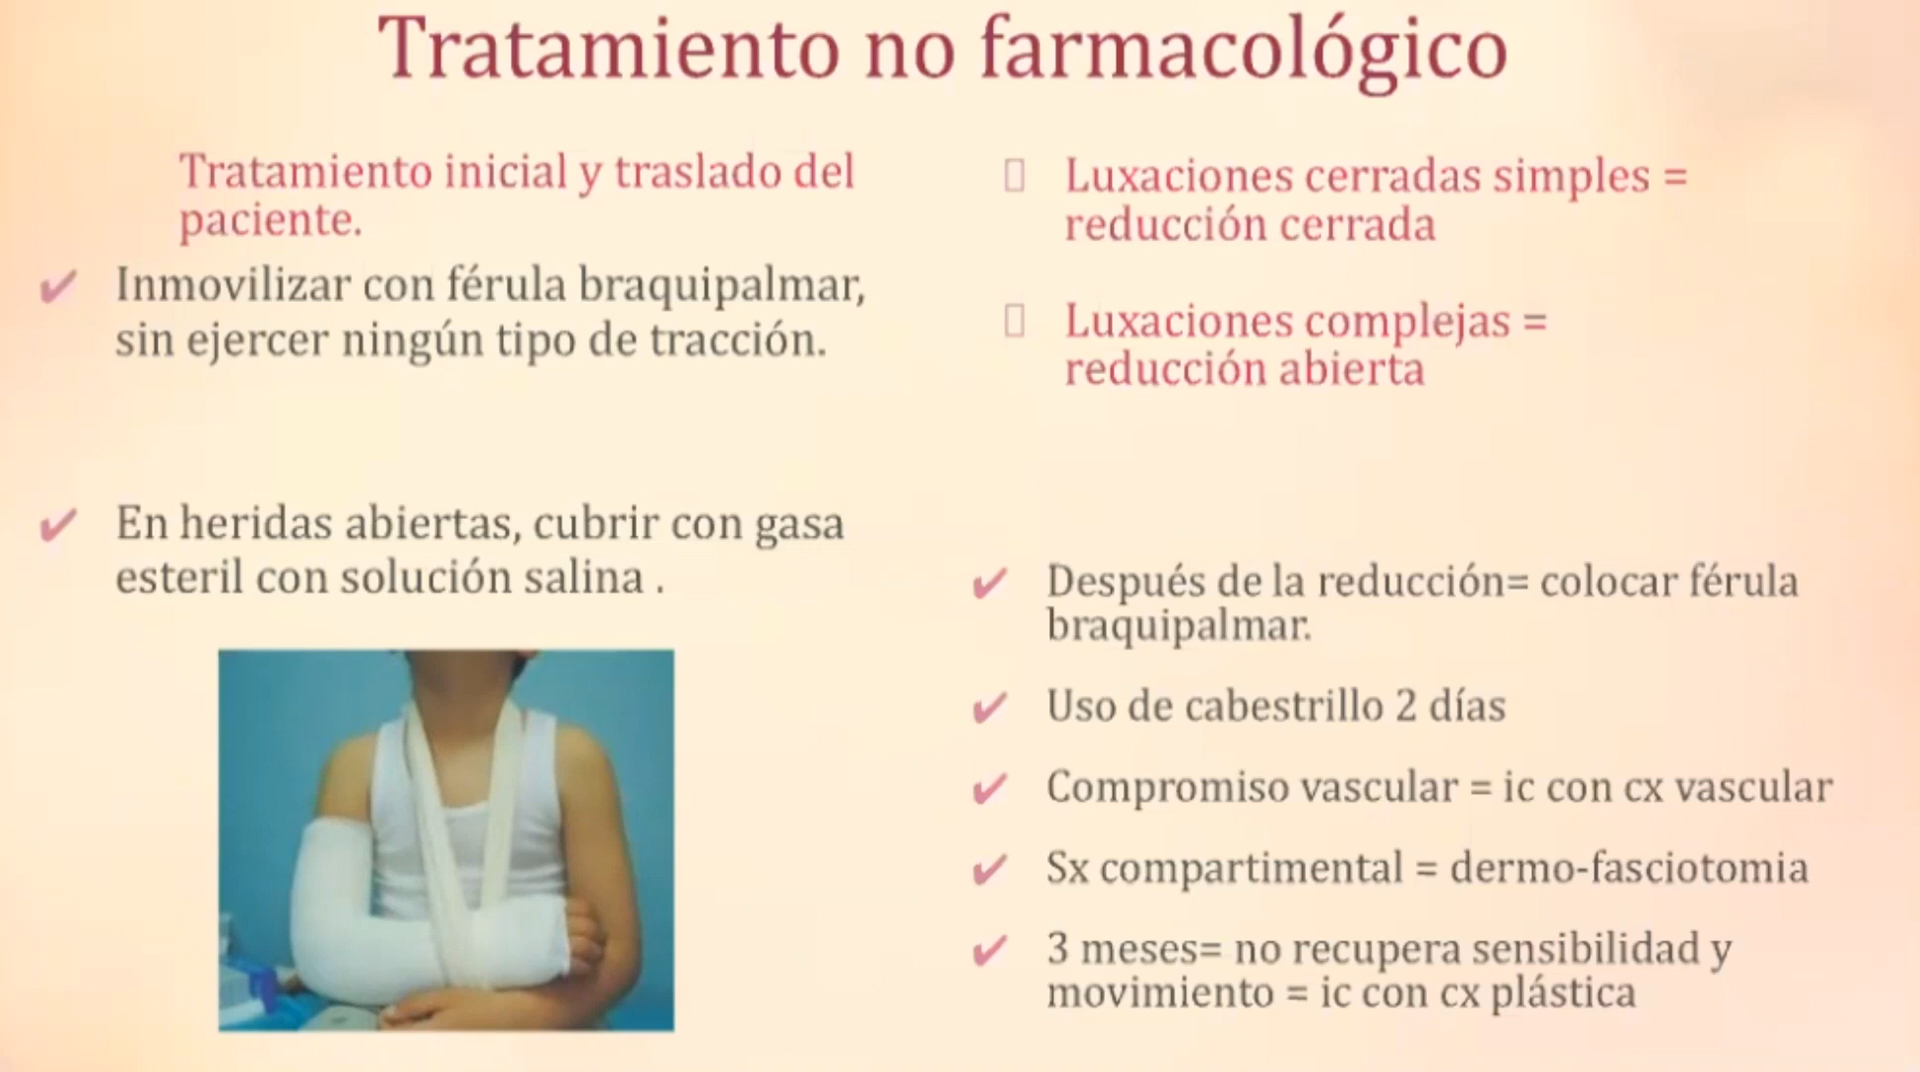 Tratamiento no farmacológico
Tratamiento inicial y traslado del
paciente.
✔ Inmovilizar con férula braquipalmar,
sin ejercer ningún tipo de tracción.
✔ En heridas abiertas, cubrir con gasa
esteril con solución salina .
Luxaciones cerradas simples =
reducción cerrada
Luxaciones complejas =
reducción abierta
✔ Después de la reducción= colocar férula
braquipalmar.
✔ Uso de cabestrillo 2 días
✔ Compromiso vascular = ic con cx vascular
✔ Sx compartimental = dermo-fasciotomia
✔ 3 meses= no recupera sensibilidad y
movimiento = ic con cx plástica